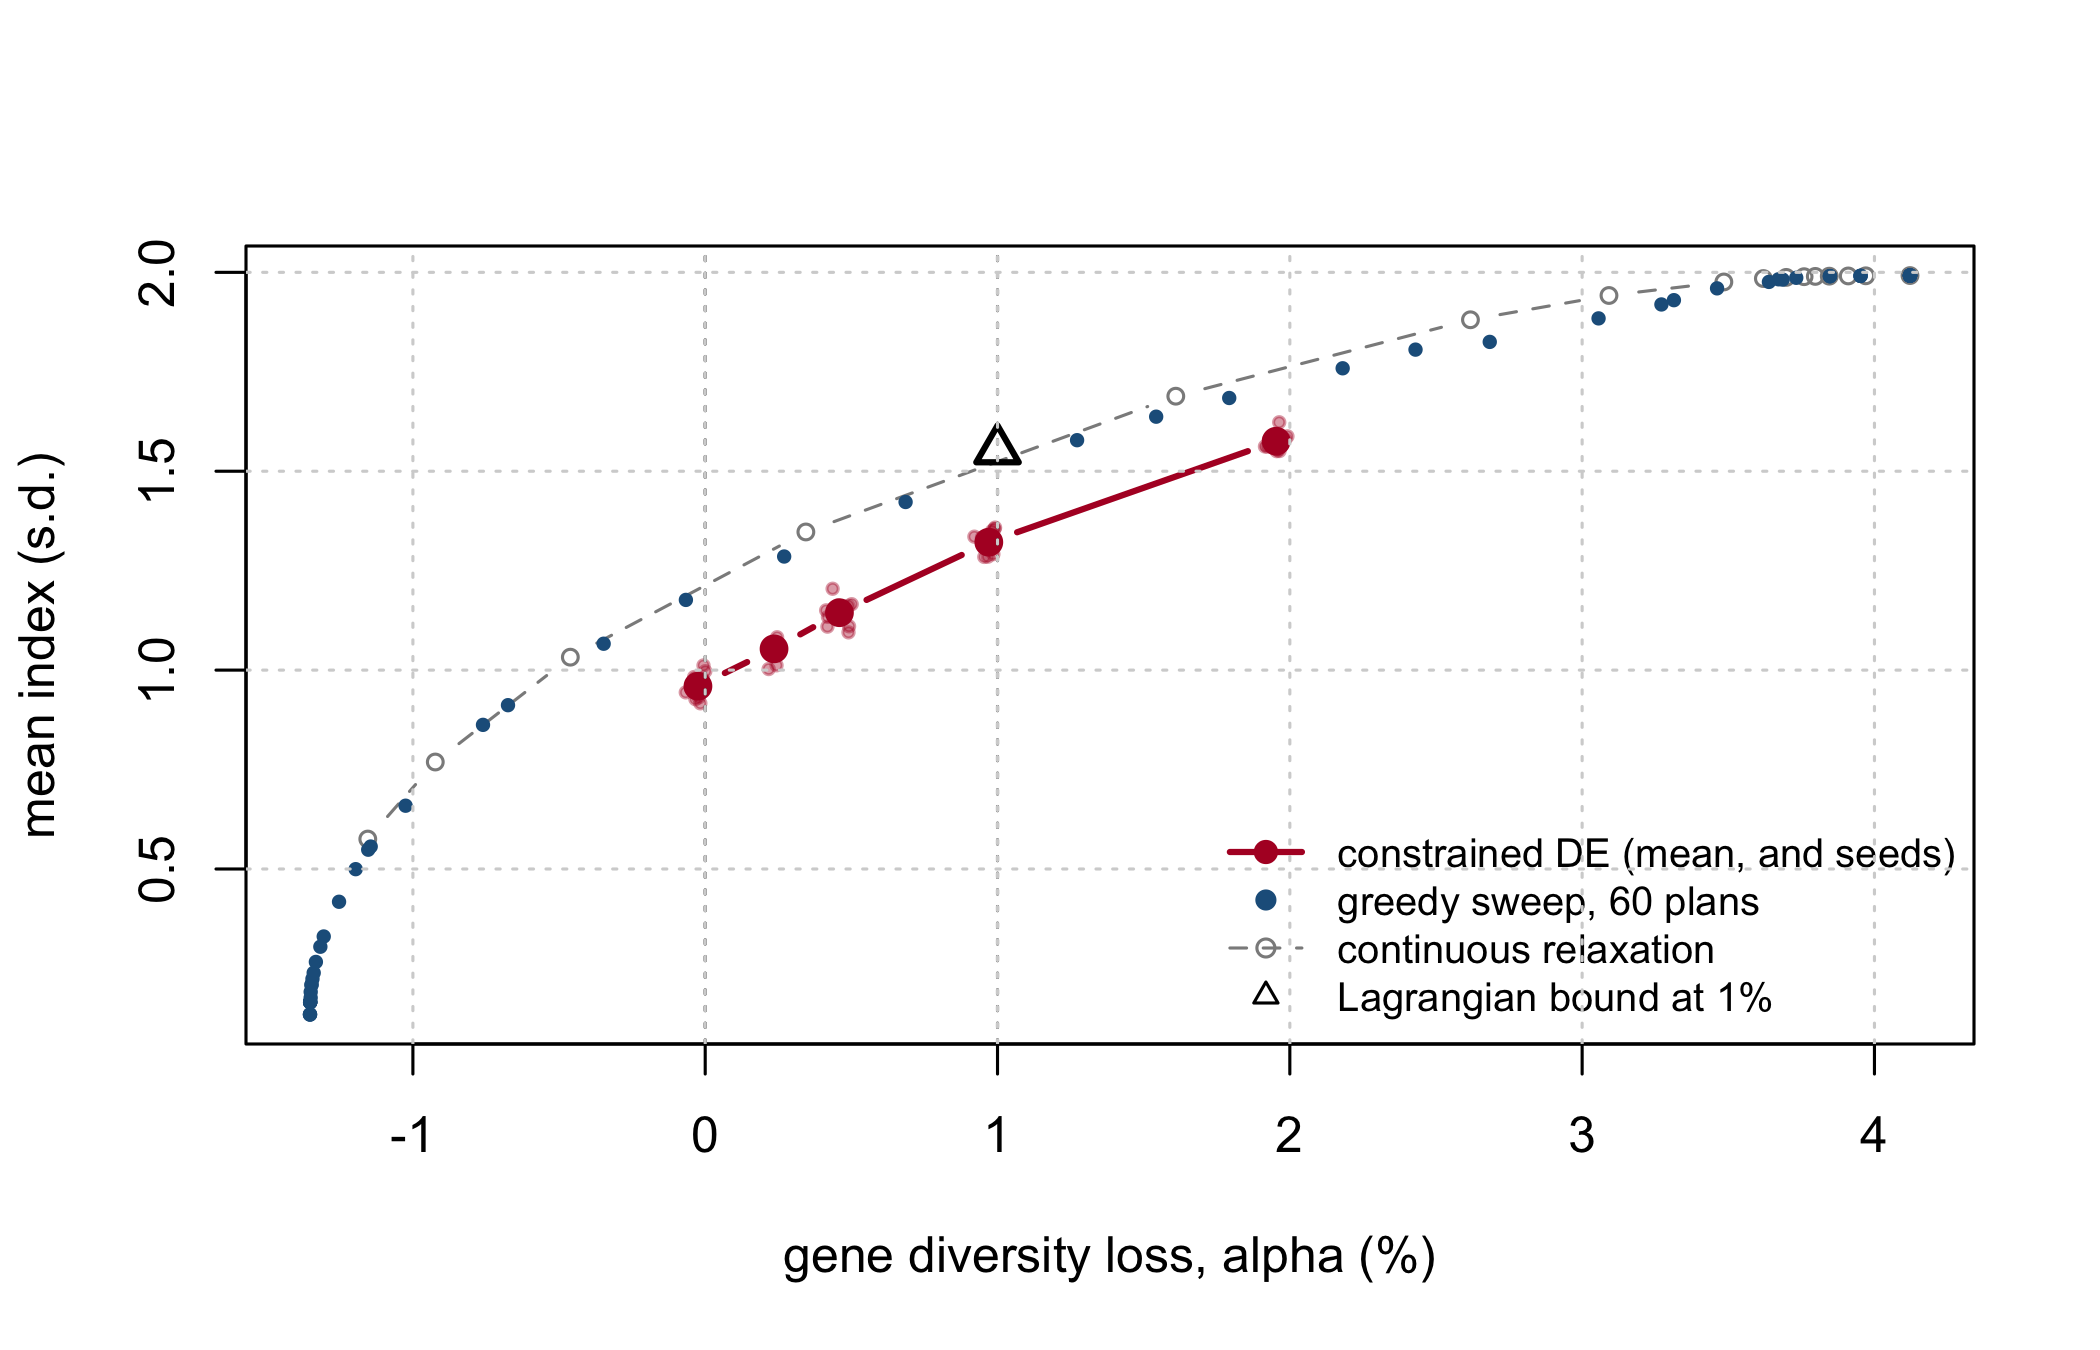 2.0
1.5
1.0
0.5
mean index (s.d.)
constrained DE (mean, and seeds)
greedy sweep, 60 plans
continuous relaxation
Lagrangian bound at 1%
-1 0 1 2 3 4
gene diversity loss, alpha (%)